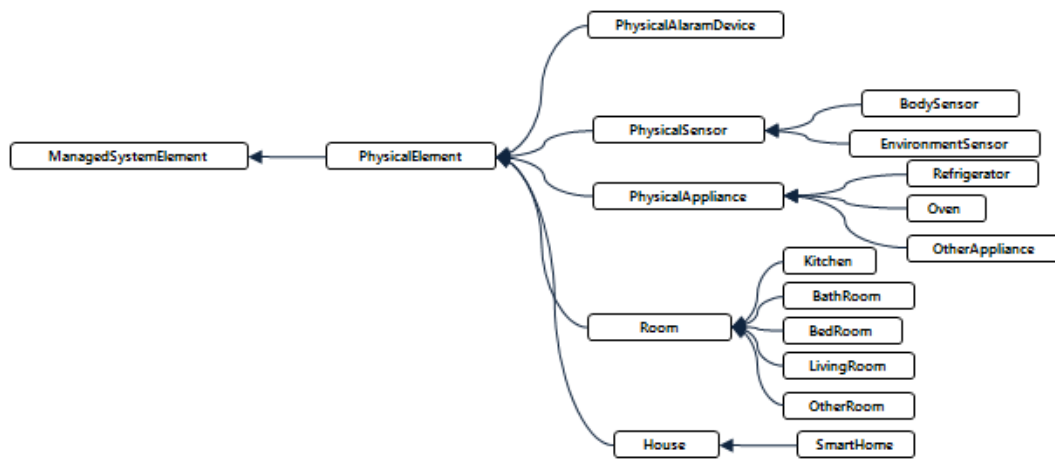 PhysicalAlaramDevice
BodySensor
PhysicalSensor
EnvironmentSensor
ManagedSystemElement
PhysicalElement
Refrigerator
PhysicalAppliance
Oven
OtherAppliance
Kitchen
BathRoom
Room
BedRoom
LivingRoom
OtherRoom
House
SmartHome